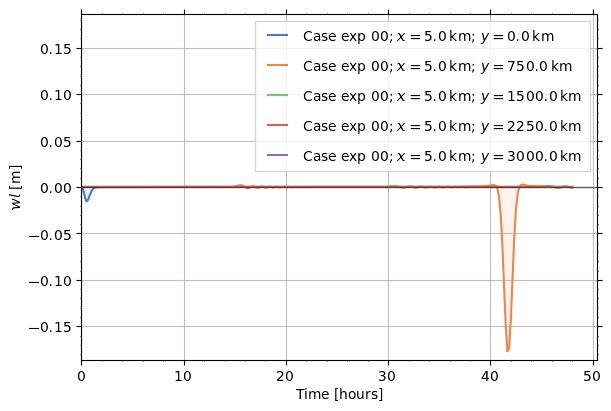 Case exp 00; x = 5.0 km; y = 0.0 km
Case exp 00; x = 5.0 km; y = 750.0 km
Case exp 00; x = 5.0 km; y = 1500.0 km
Case exp 00; x = 5.0 km; y = 2250.0 km
Case exp 00; x = 5.0 km; y = 3000.0 km
wl [m]
0.15
0.10
0.05
0.00
−0.05
−0.10
−0.15
0 10 20 30 40 50
Time [hours]